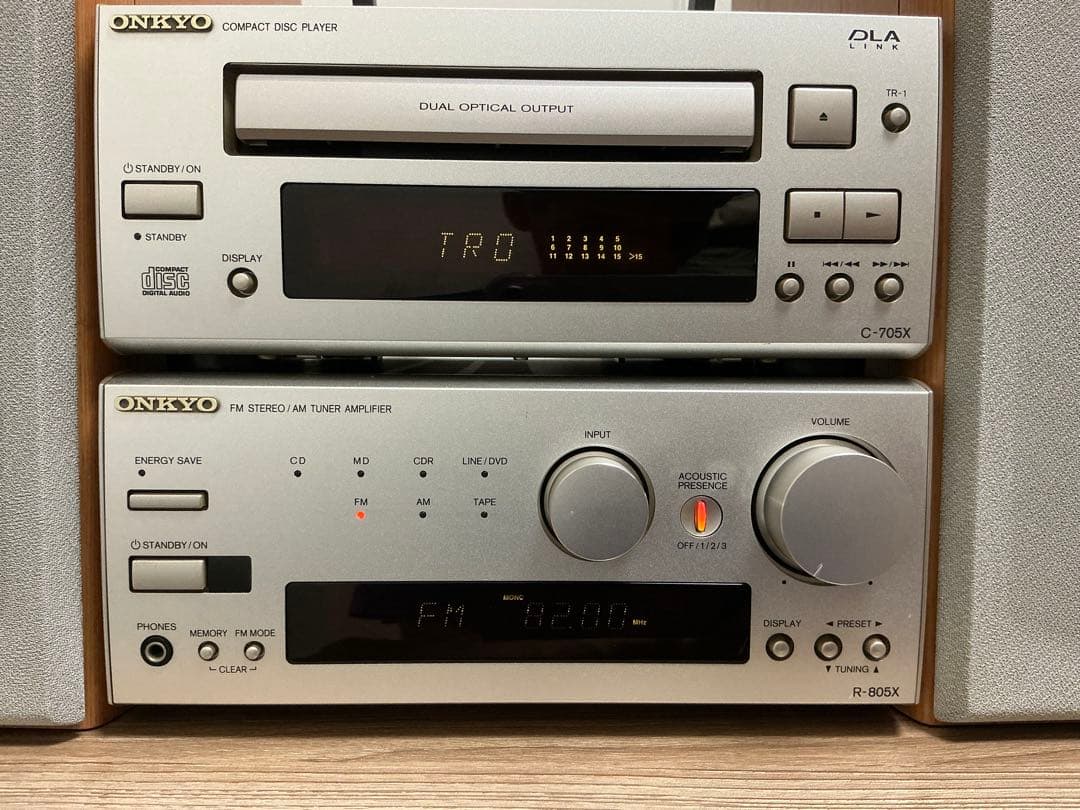 ONKYO COMPACT DISC PLAYER
DLA
LINK
DUAL OPTICAL OUTPUT
TR-1
STANDBY/ON
STANDBY
DISPLAY
COMPACT
disc
DIGITAL AUDIO
TRO
1 2 3 4 5
6 7 8 9 10
11 12 13 14 15 >15
C-705X
ONKYO FM STEREO/AM TUNER AMPLIFIER
ENERGY SAVE
CD MD CDR LINE/DVD
FM AM TAPE
INPUT
ACOUSTIC
PRESENCE
OFF/1/2/3
VOLUME
STANDBY/ON
PHONES
MEMORY FM MODE
CLEAR
MONO
FM 82.00 MHz
DISPLAY ◄ PRESET ►
▼ TUNING ▲
R-805X